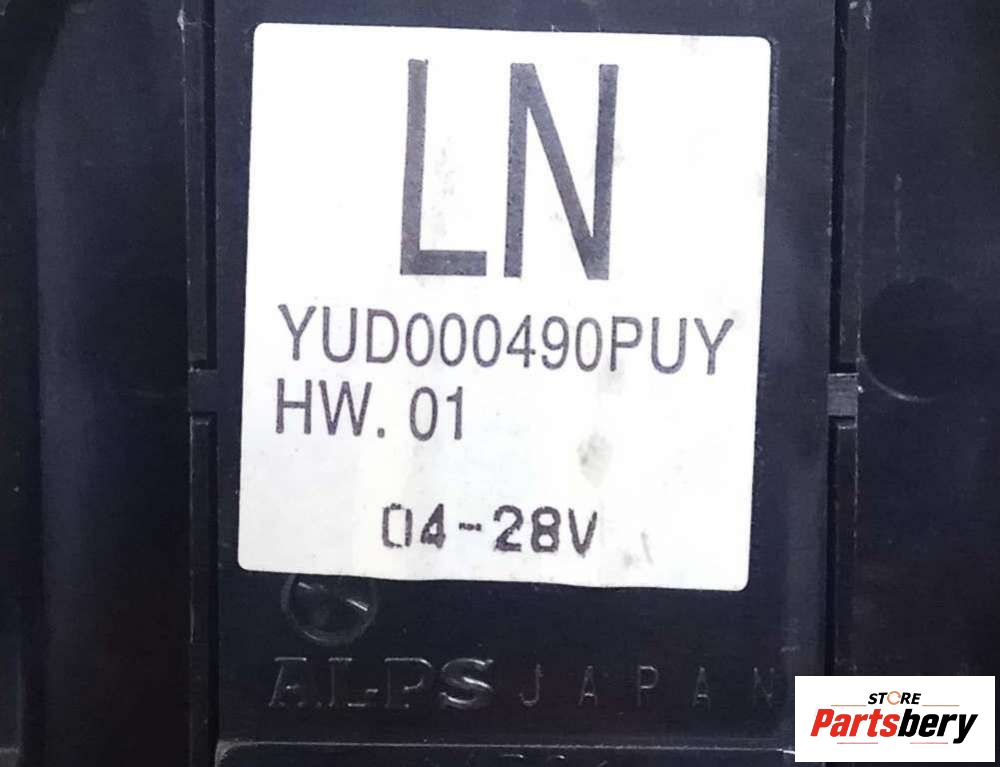 LN
YUD000490PUY
HW. 01
04-28V
ALPS JAPAN
STORE
Partsbery